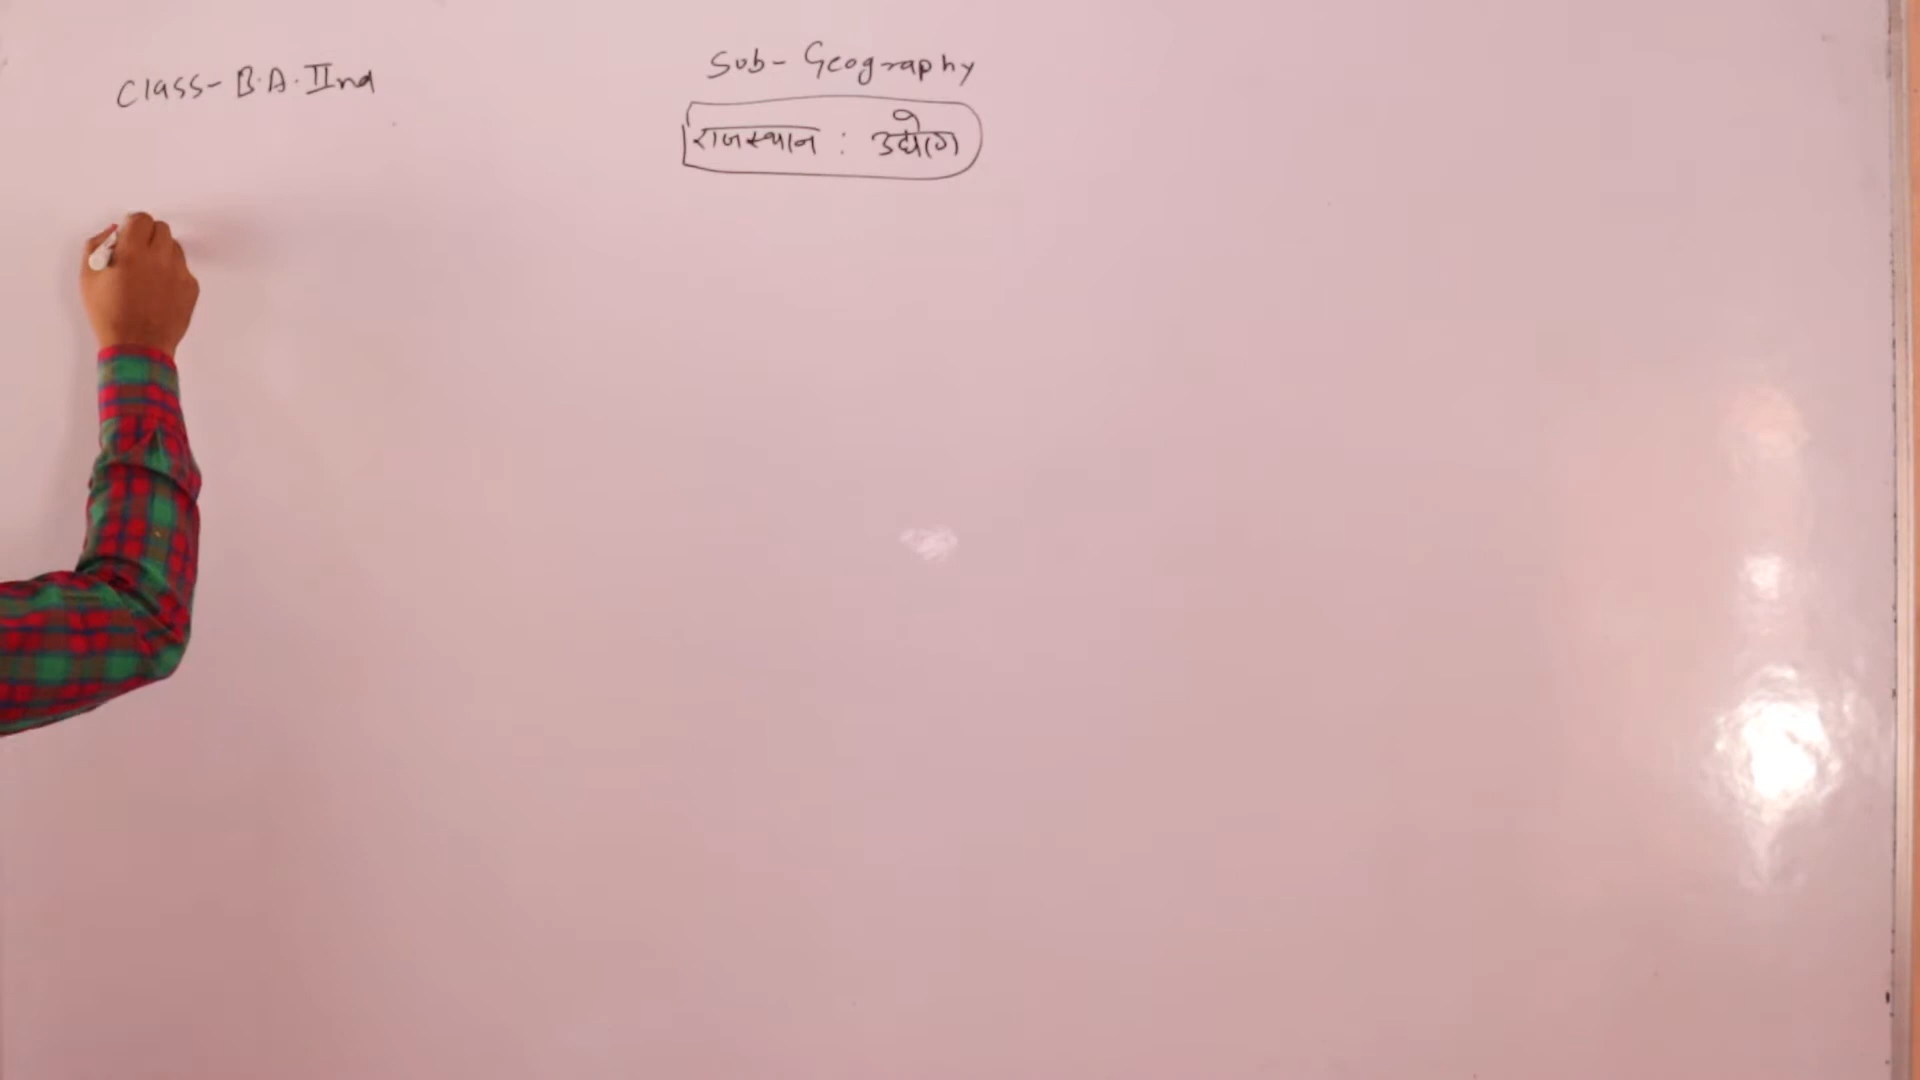 Class- B.A. IInd
Sub- Geography
राजस्थान : उद्योग